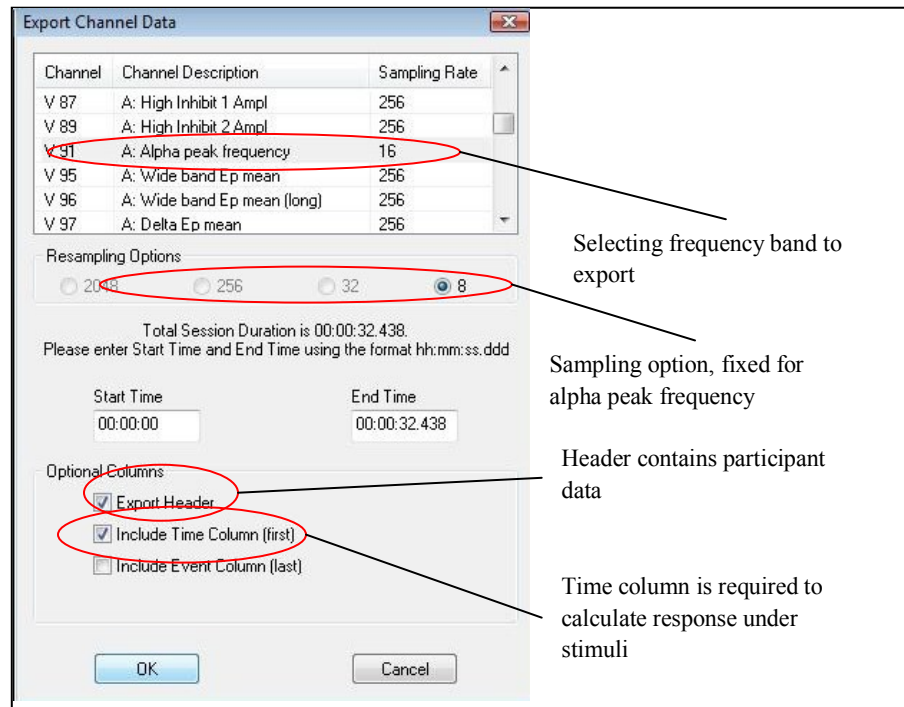 Export Channel Data
Channel Channel Description Sampling Rate
V 87 A: High Inhibit 1 Ampl 256
V 89 A: High Inhibit 2 Ampl 256
V 91 A: Alpha peak frequency 16
V 95 A: Wide band Ep mean 256
V 96 A: Wide band Ep mean (long) 256
V 97 A: Delta Ep mean 256
Resampling Options
2048 256 32 8
Total Session Duration is 00:00:32.438.
Please enter Start Time and End Time using the format hh:mm:ss.ddd
Start Time End Time
00:00:00 00:00:32.438
Optional Columns
Export Header
Include Time Column (first)
Include Event Column (last)
OK Cancel
Selecting frequency band to
export
Sampling option, fixed for
alpha peak frequency
Header contains participant
data
Time column is required to
calculate response under
stimuli